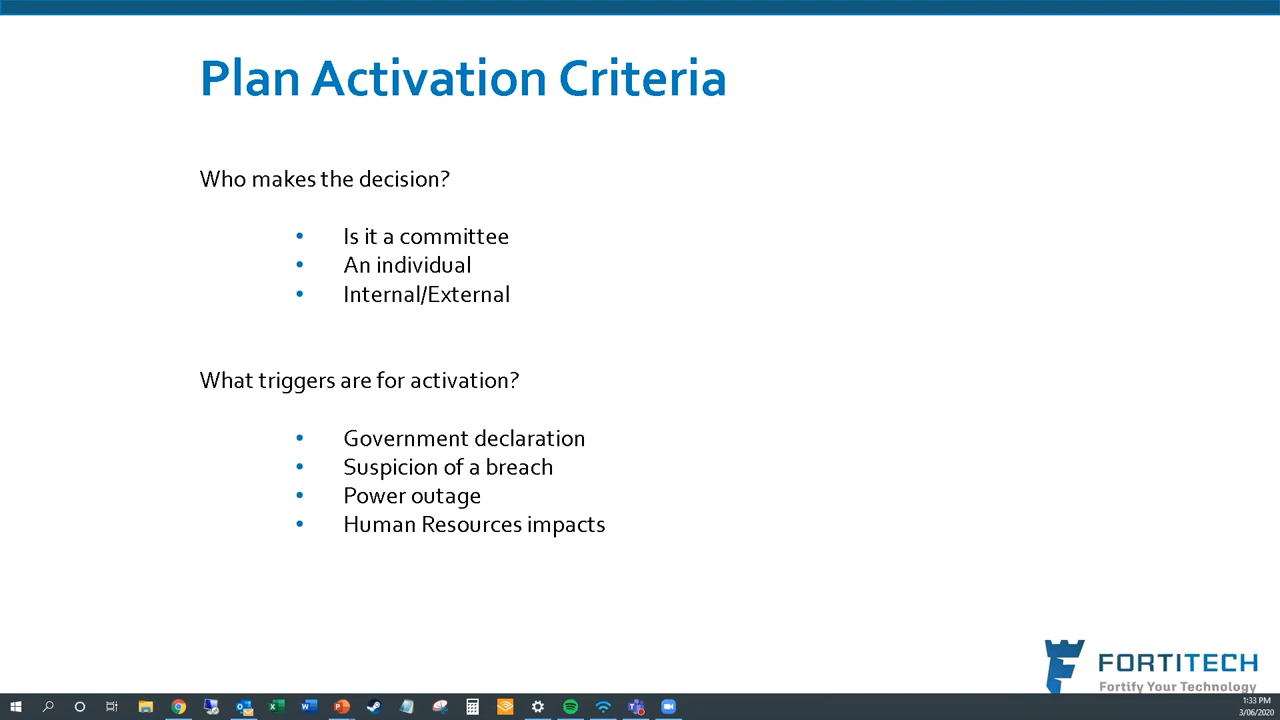 Plan Activation Criteria
Who makes the decision?
• Is it a committee
• An individual
• Internal/External
What triggers are for activation?
• Government declaration
• Suspicion of a breach
• Power outage
• Human Resources impacts
FORTITECH
Fortify Your Technology
1:33 PM
3/06/2020